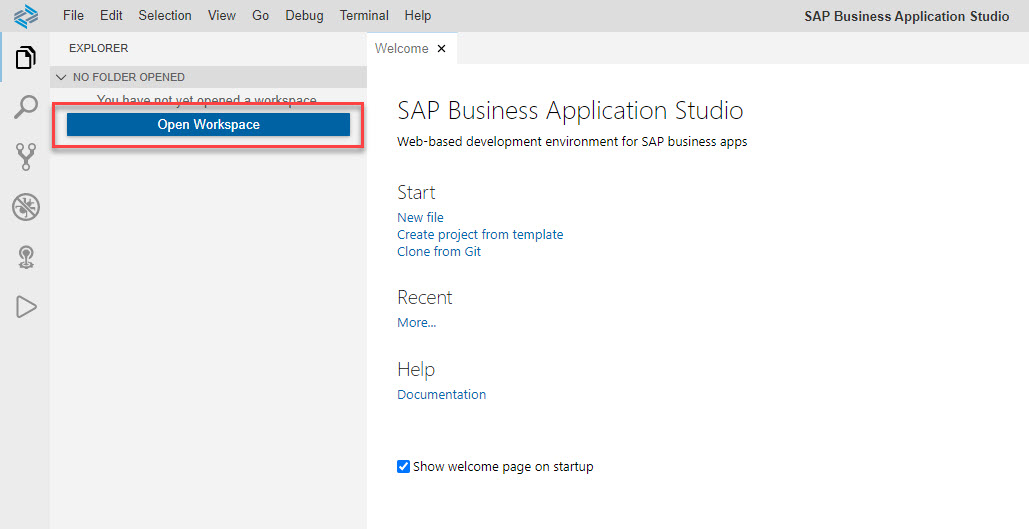 File Edit Selection View Go Debug Terminal Help SAP Business Application Studio
EXPLORER
NO FOLDER OPENED
You have not yet opened a workspace.
Open Workspace
Welcome
SAP Business Application Studio
Web-based development environment for SAP business apps
Start
New file
Create project from template
Clone from Git
Recent
More...
Help
Documentation
Show welcome page on startup